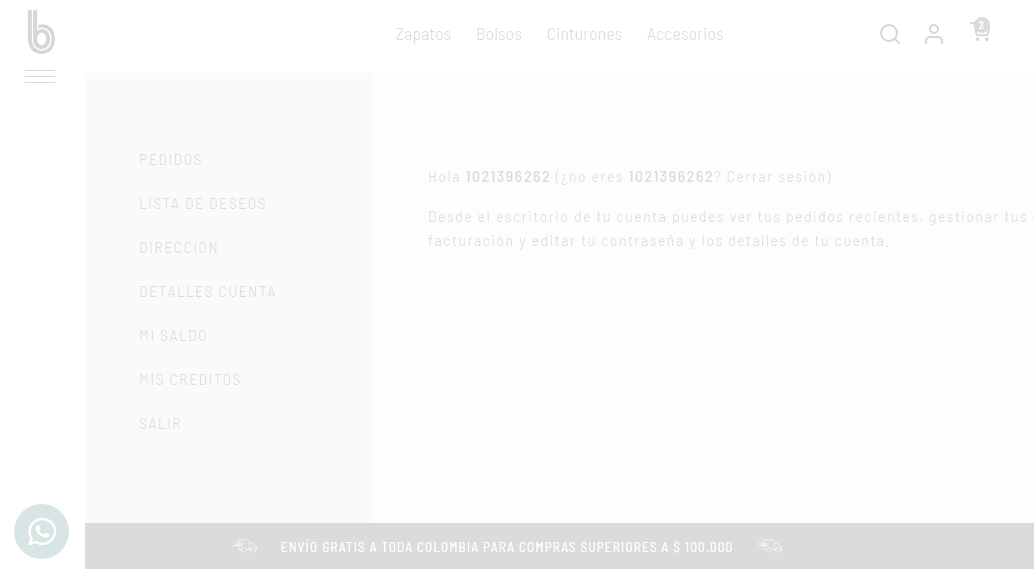 b
Zapatos Bolsos Cinturones Accesorios
2
PEDIDOS
LISTA DE DESEOS
DIRECCIÓN
DETALLES CUENTA
MI SALDO
MIS CREDITOS
SALIR
Hola 1021396262 (¿no eres 1021396262? Cerrar sesión)
Desde el escritorio de tu cuenta puedes ver tus pedidos recientes, gestionar tus
facturación y editar tu contraseña y los detalles de tu cuenta.
ENVÍO GRATIS A TODA COLOMBIA PARA COMPRAS SUPERIORES A $ 100.000